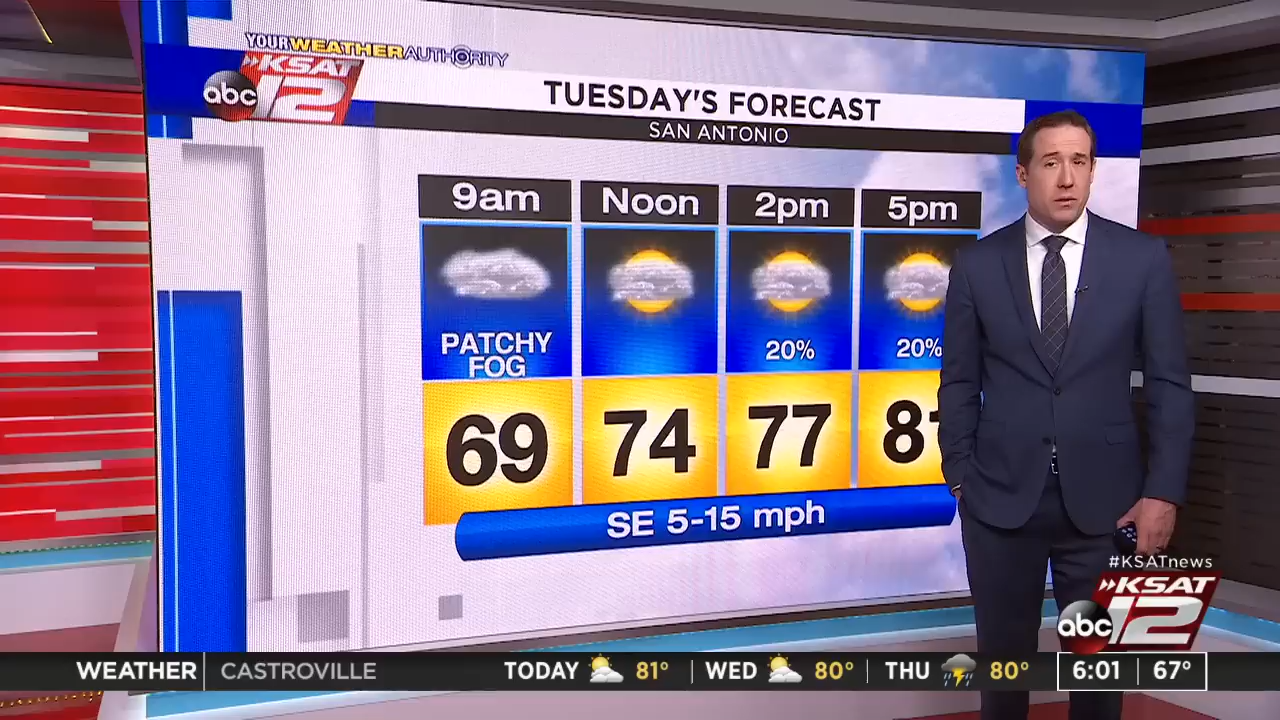 YOUR WEATHER AUTHORITY
KSAT
abc 12
TUESDAY'S FORECAST
SAN ANTONIO
9am Noon 2pm 5pm
PATCHY
FOG
20% 20%
69 74 77 81
SE 5-15 mph
#KSATnews
KSAT
abc 12
WEATHER CASTROVILLE TODAY 81° WED 80° THU 80° 6:01 67°